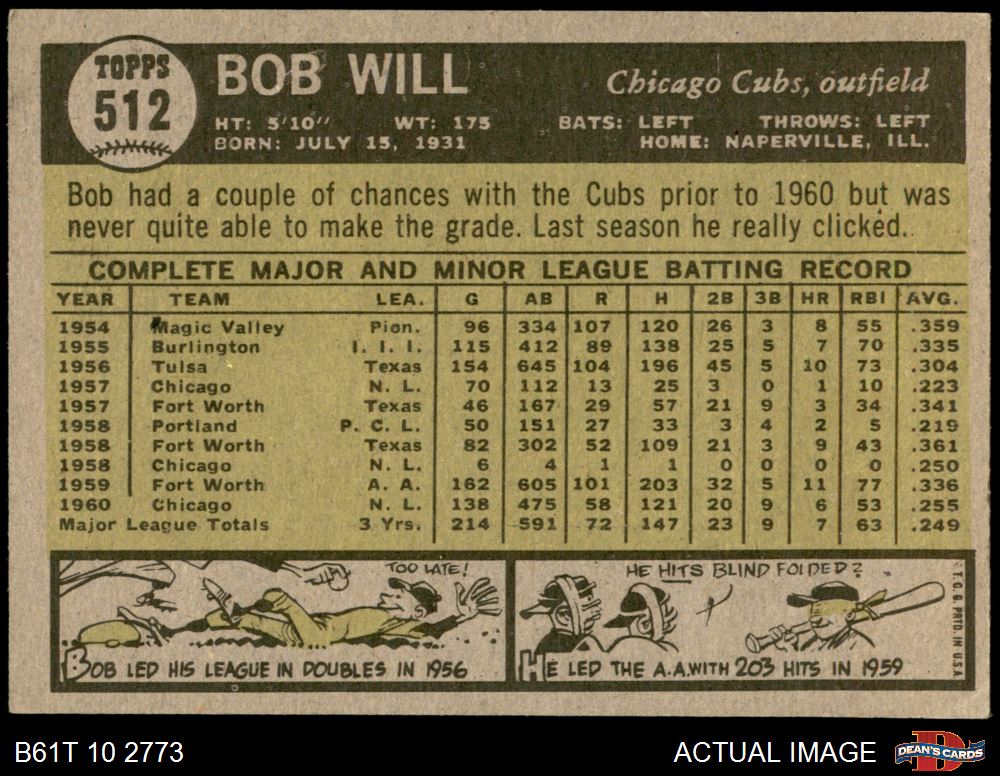 TOPPS
512
BOB WILL
Chicago Cubs, outfield
HT: 5'10" WT: 175 BATS: LEFT THROWS: LEFT
BORN: JULY 15, 1931 HOME: NAPERVILLE, ILL.
Bob had a couple of chances with the Cubs prior to 1960 but was
never quite able to make the grade. Last season he really clicked.
COMPLETE MAJOR AND MINOR LEAGUE BATTING RECORD
YEAR TEAM LEA. G AB R H 2B 3B HR RBI AVG.
1954 Magic Valley Pion. 96 334 107 120 26 3 8 55 .359
1955 Burlington I. I. I. 115 412 89 138 25 5 7 70 .335
1956 Tulsa Texas 154 645 104 196 45 5 10 73 .304
1957 Chicago N. L. 70 112 13 25 3 0 1 10 .223
1957 Fort Worth Texas 46 167 29 57 21 9 3 34 .341
1958 Portland P. C. L. 50 151 27 33 3 4 2 5 .219
1958 Fort Worth Texas 82 302 52 109 21 3 9 43 .361
1958 Chicago N. L. 6 4 1 1 0 0 0 0 .250
1959 Fort Worth A. A. 162 605 101 203 32 5 11 77 .336
1960 Chicago N. L. 138 475 58 121 20 9 6 53 .255
Major League Totals 3 Yrs. 214 591 72 147 23 9 7 63 .249
TOO LATE!
BOB LED HIS LEAGUE IN DOUBLES IN 1956
HE HITS BLIND FOLDED?
HE LED THE A.A. WITH 203 HITS IN 1959
T.C.G. PRTD. IN U.S.A.
B61T 10 2773
ACTUAL IMAGE
D
DEAN'S CARDS